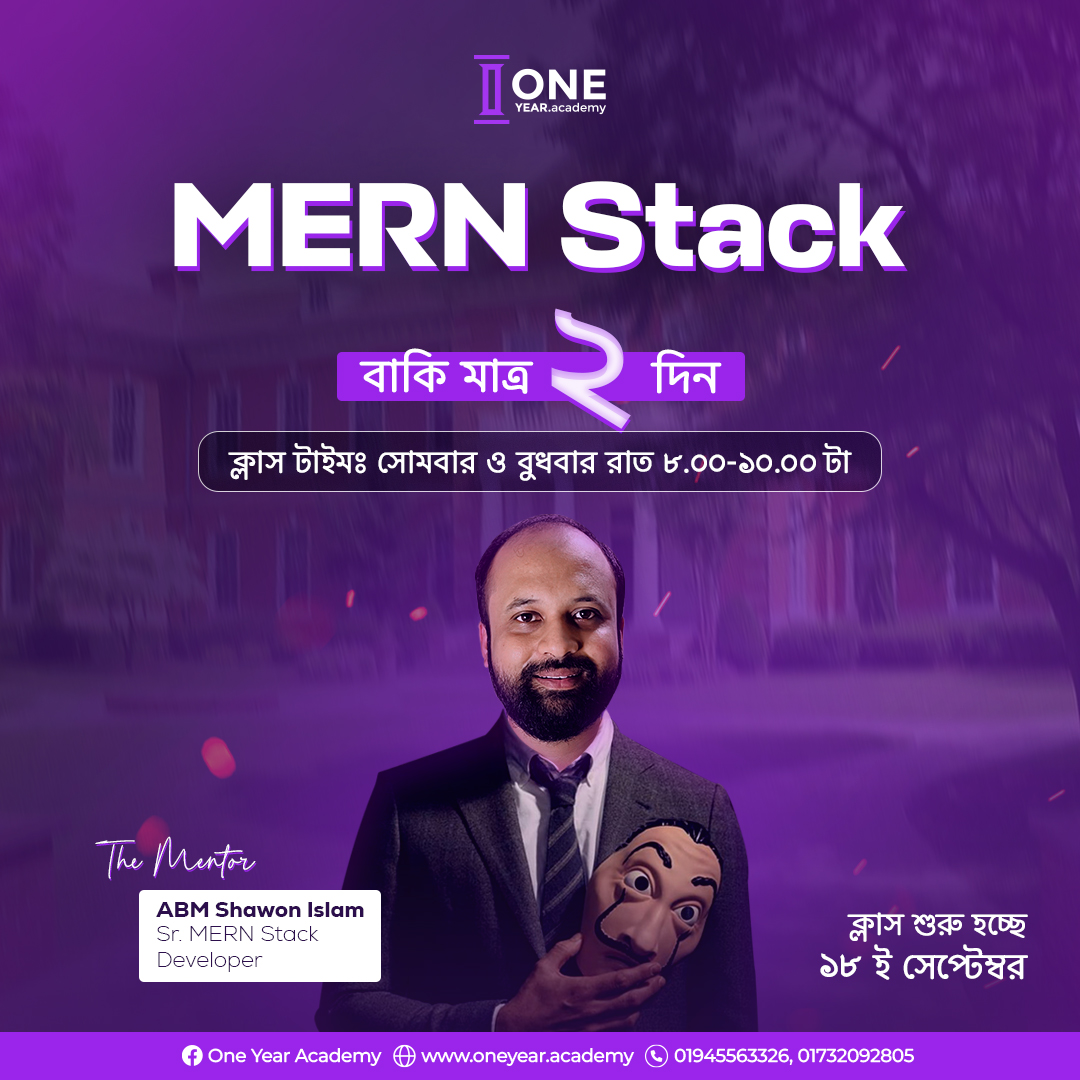 ONE
YEAR.academy
MERN Stack
বাকি মাত্র ২ দিন
ক্লাস টাইমঃ সোমবার ও বুধবার রাত ৮.০০-১০.০০ টা
The Mentor
ABM Shawon Islam
Sr. MERN Stack
Developer
ক্লাস শুরু হচ্ছে
১৮ ই সেপ্টেম্বর
One Year Academy www.oneyear.academy 01945563326, 01732092805